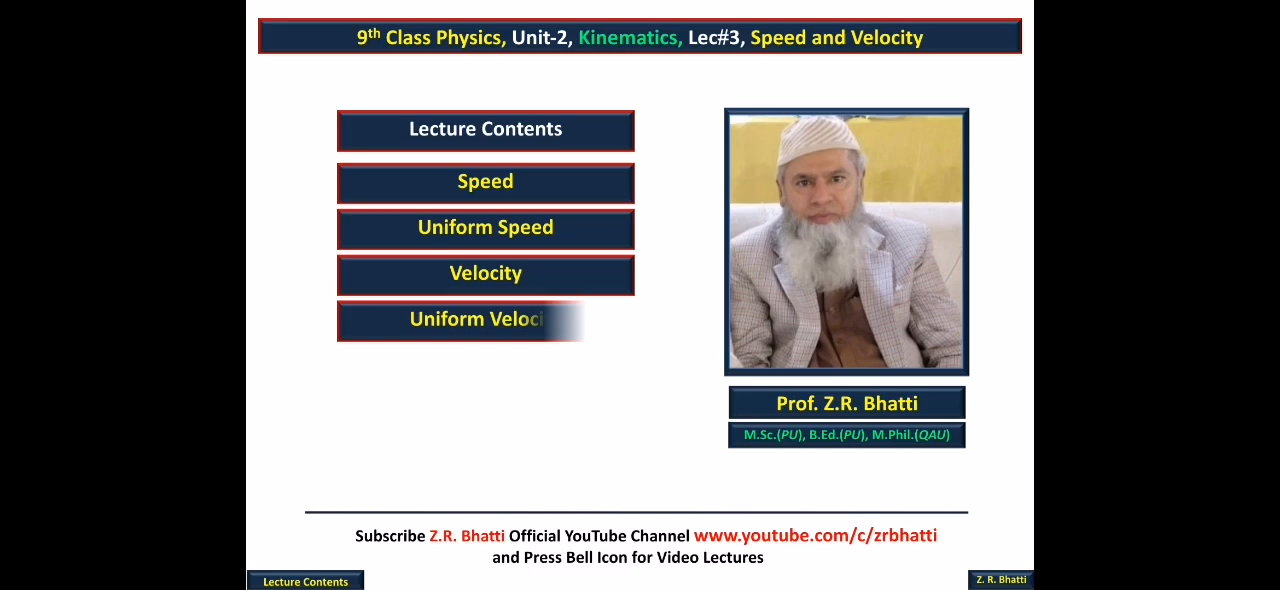 9th Class Physics, Unit-2, Kinematics, Lec#3, Speed and Velocity
Lecture Contents
Speed
Uniform Speed
Velocity
Uniform Veloci
Prof. Z.R. Bhatti
M.Sc.(PU), B.Ed.(PU), M.Phil.(QAU)
Subscribe Z.R. Bhatti Official YouTube Channel www.youtube.com/c/zrbhatti
and Press Bell Icon for Video Lectures
Lecture Contents
Z. R. Bhatti